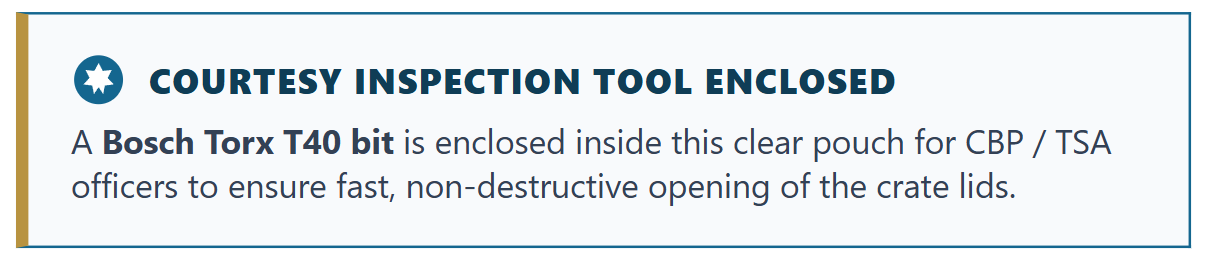 COURTESY INSPECTION TOOL ENCLOSED
A Bosch Torx T40 bit is enclosed inside this clear pouch for CBP / TSA
officers to ensure fast, non-destructive opening of the crate lids.